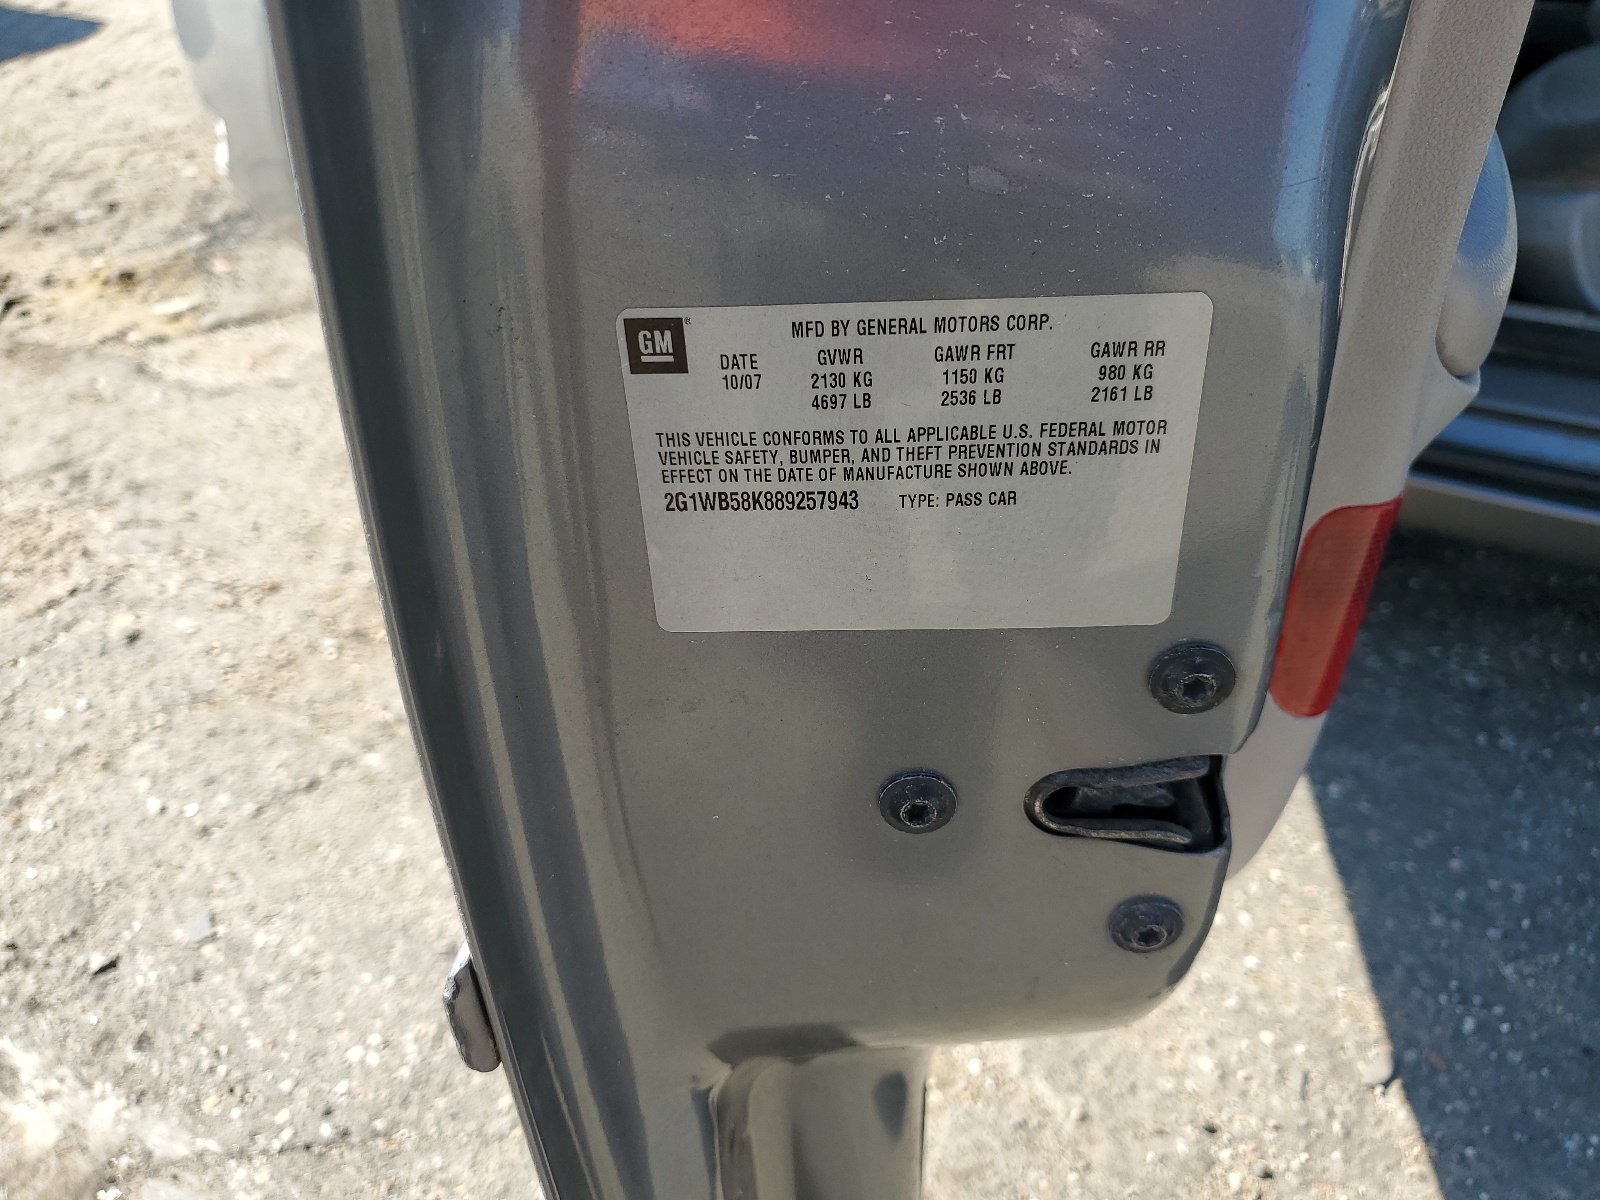 GM®
MFD BY GENERAL MOTORS CORP.
DATE GVWR GAWR FRT GAWR RR
10/07 2130 KG 1150 KG 980 KG
4697 LB 2536 LB 2161 LB
THIS VEHICLE CONFORMS TO ALL APPLICABLE U.S. FEDERAL MOTOR
VEHICLE SAFETY, BUMPER, AND THEFT PREVENTION STANDARDS IN
EFFECT ON THE DATE OF MANUFACTURE SHOWN ABOVE.
2G1WB58K889257943 TYPE: PASS CAR